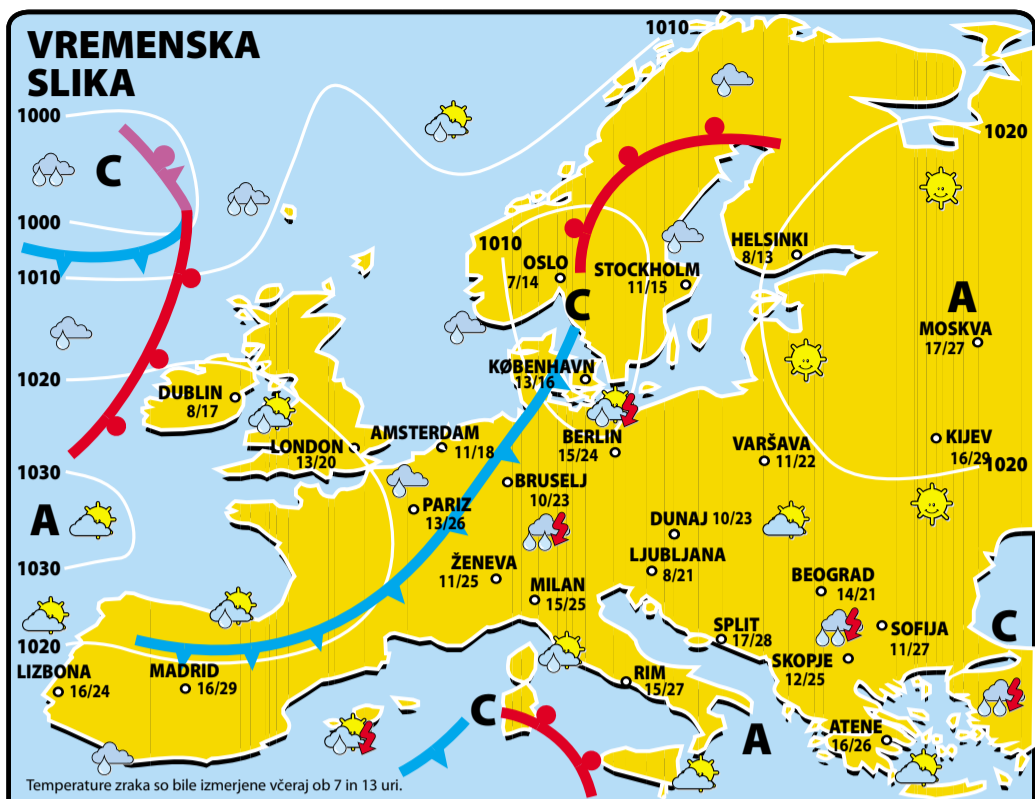 VREMENSKA
SLIKA
1010
1000
C
1020
1000
1010
HELSINKI
8/13
OSLO
7/14
STOCKHOLM
11/15
1010
C
A
MOSKVA
17/27
KØBENHAVN
13/16
1020
DUBLIN
8/17
AMSTERDAM
11/18
LONDON
13/20
BERLIN
15/24
VARŠAVA
11/22
KIJEV
16/29
1020
1030
BRUSELJ
10/23
PARIZ
13/26
A
DUNAJ 10/23
LJUBLJANA
8/21
1030
ŽENEVA
11/25
MILAN
15/25
BEOGRAD
14/21
SPLIT
17/28
SOFIJA
11/27
C
1020
LIZBONA
16/24
MADRID
16/29
RIM
15/27
SKOPJE
12/25
C
A
ATENE
16/26
Temperature zraka so bile izmerjene včeraj ob 7 in 13 uri.